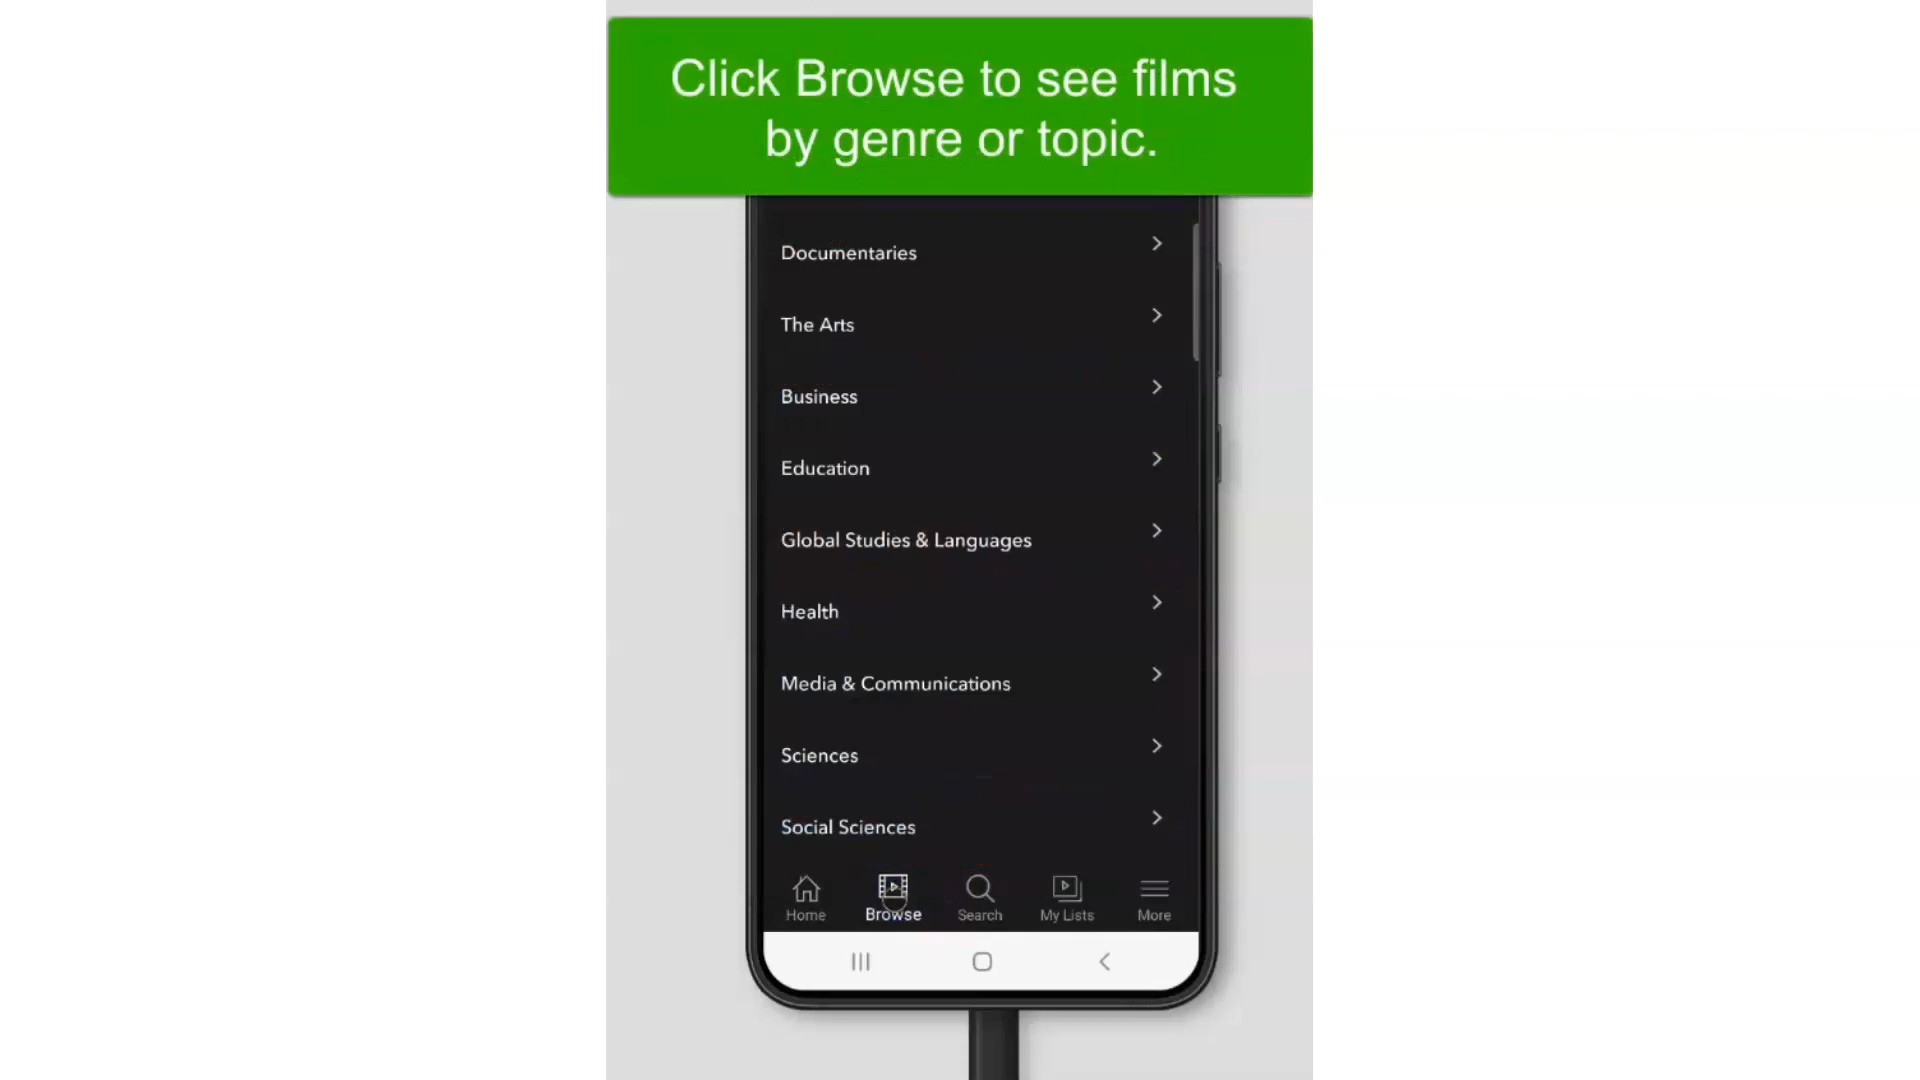 Click Browse to see films
by genre or topic.
Documentaries
The Arts
Business
Education
Global Studies & Languages
Health
Media & Communications
Sciences
Social Sciences
Home
Browse
Search
My Lists
More